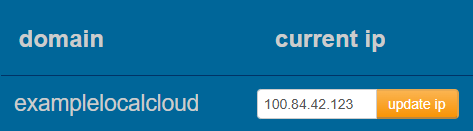 domain current ip
examplelocalcloud 100.84.42.123 update ip